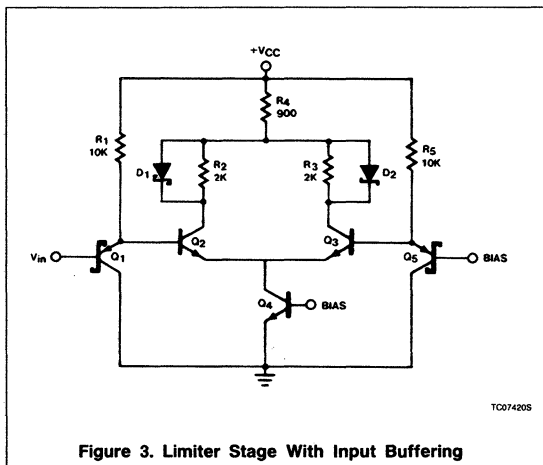 +VCC
R4
900
R1
10K
R2
2K
R3
2K
R5
10K
D1
D2
Q2
Q3
Vin
Q1
Q5
BIAS
Q4
BIAS
TC07420S
Figure 3. Limiter Stage With Input Buffering